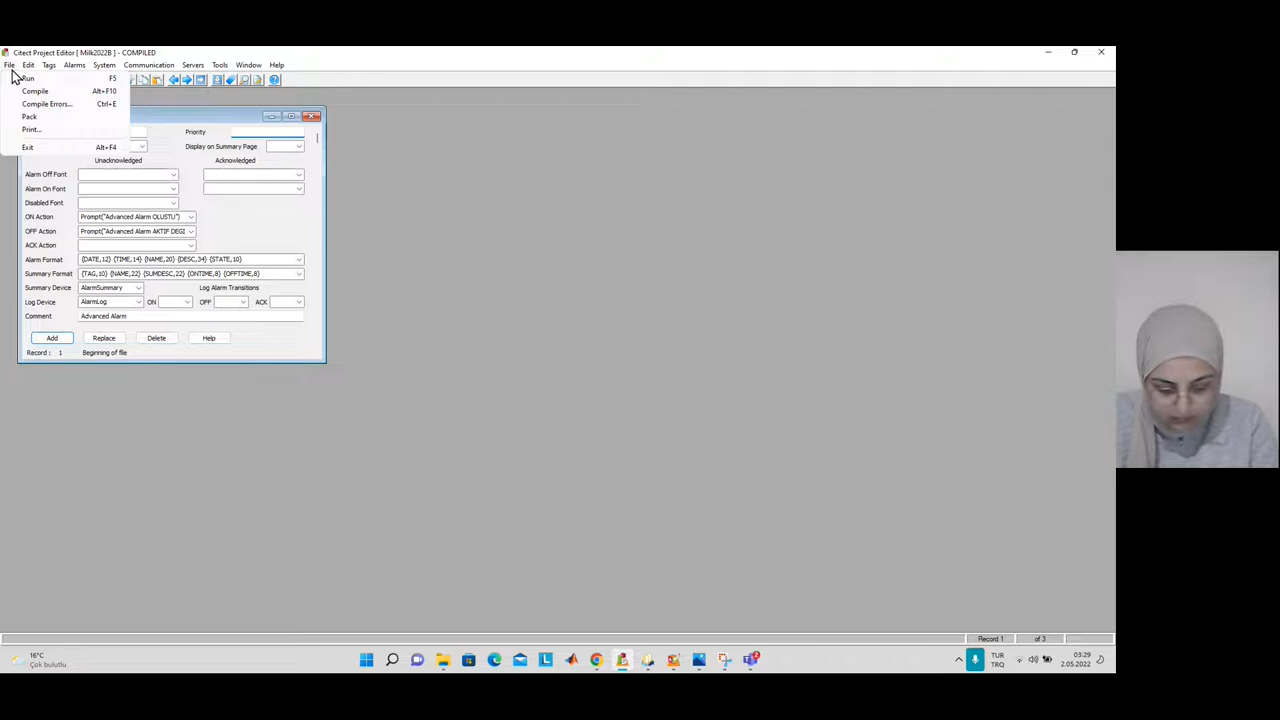 Citect Project Editor [ Milk2022B ] - COMPILED
File Edit Tags Alarms System Communication Servers Tools Window Help
Run F5
Compile Alt+F10
Compile Errors... Ctrl+E
Pack
Print...
Exit Alt+F4
Priority
Display on Summary Page
Unacknowledged Acknowledged
Alarm Off Font
Alarm On Font
Disabled Font
ON Action Prompt("Advanced Alarm OLUSTU")
OFF Action Prompt("Advanced Alarm AKTIF DEGI
ACK Action
Alarm Format {DATE,12} {TIME,14} {NAME,20} {DESC,34} {STATE,10}
Summary Format {TAG,10} {NAME,22} {SUMDESC,22} {ONTIME,8} {OFFTIME,8}
Summary Device AlarmSummary Log Alarm Transitions
Log Device AlarmLog ON OFF ACK
Comment Advanced Alarm
Add Replace Delete Help
Record : 1 Beginning of file
Record 1 of 3
16°C
Çok bulutlu
TUR
TRQ
03:29
2.05.2022